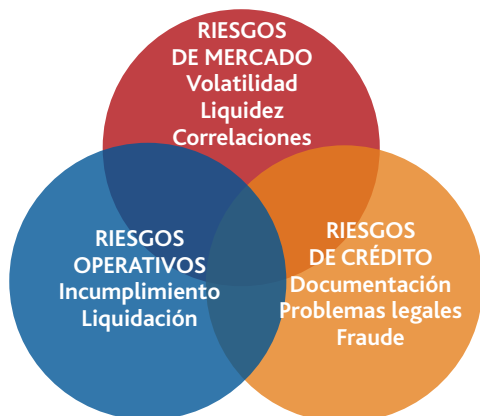 RIESGOS
DE MERCADO
Volatilidad
Liquidez
Correlaciones
RIESGOS
OPERATIVOS
Incumplimiento
Liquidación
RIESGOS
DE CRÉDITO
Documentación
Problemas legales
Fraude